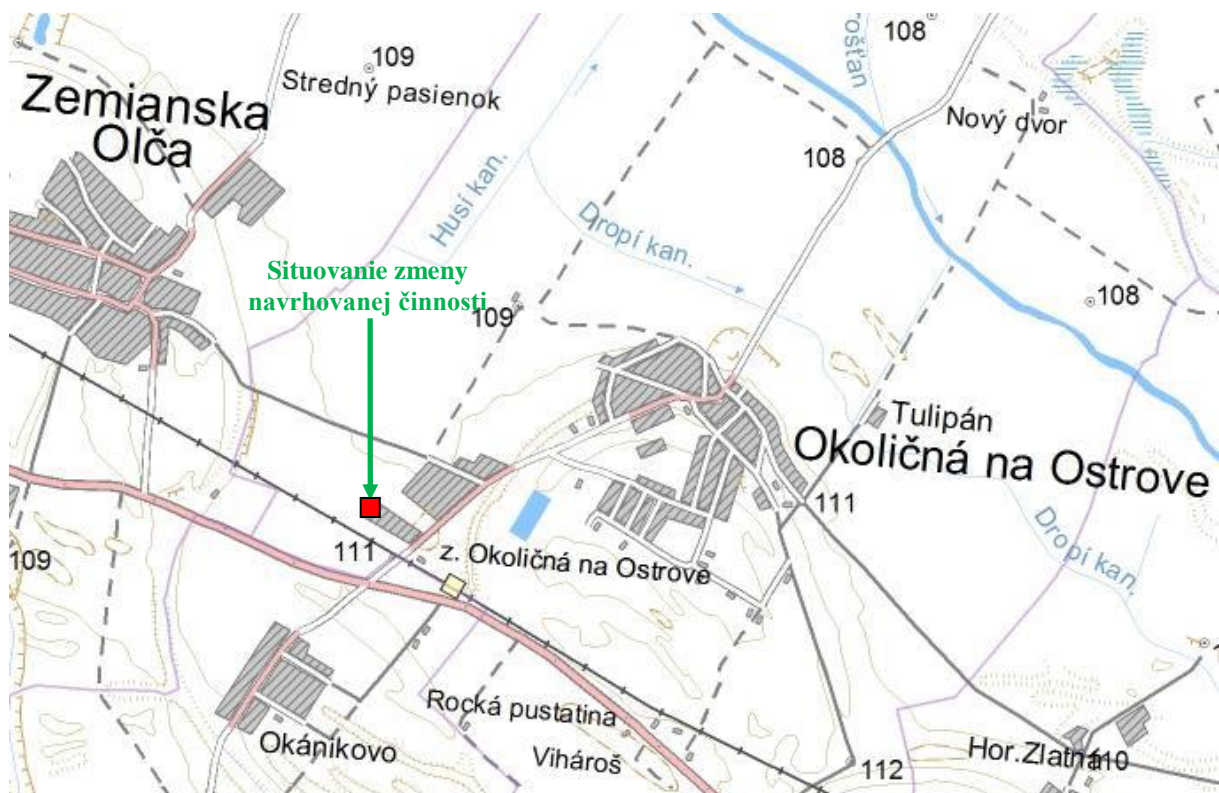 109
108
Stredný pasienok
Zemianska
Olča
Nový dvor
108
Husí kan.
Dropí kan.
Situovanie zmeny
navrhovanej činnosti
109
108
Tulipán
Okoličná na Ostrove
111
111
z. Okoličná na Ostrove
109
Dropí kan.
Rocká pustatina
Okánikovo
Vihároš
112
Hor.Zlatná
110